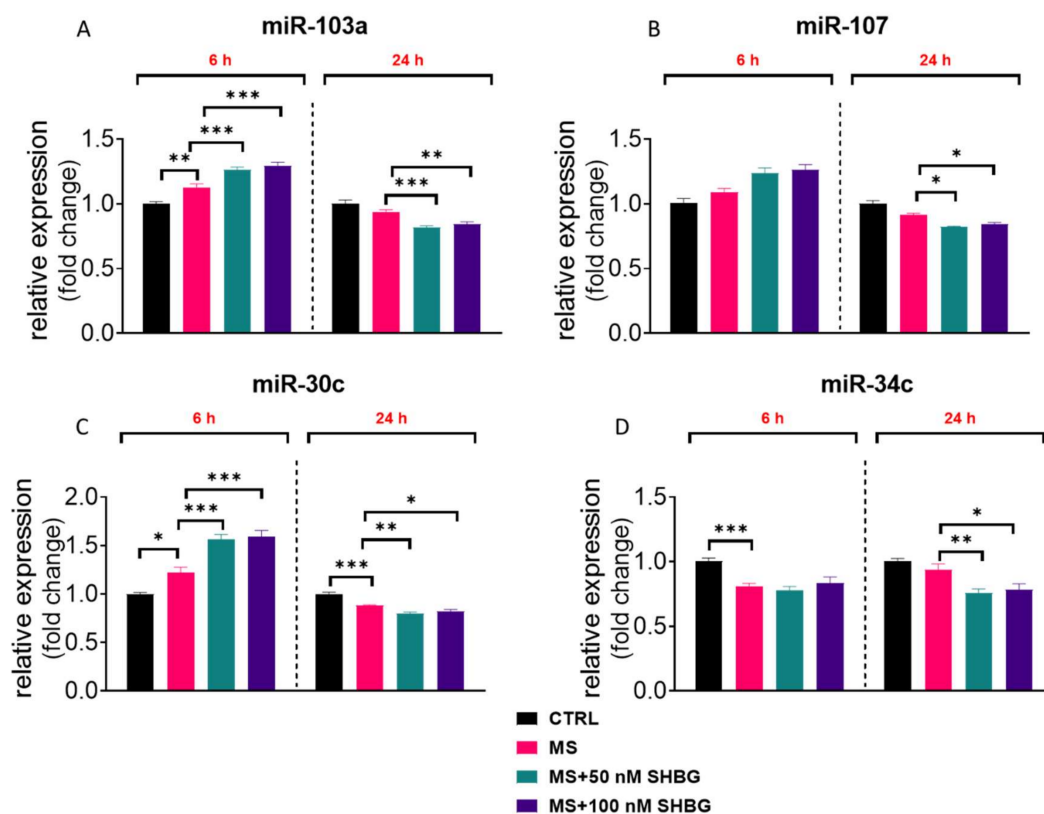 A
miR-103a
6 h
24 h
***
***
**
**
***
relative expression
(fold change)
1.5
1.0
0.5
0.0
B
miR-107
6 h
24 h
*
*
relative expression
(fold change)
1.5
1.0
0.5
0.0
C
miR-30c
6 h
24 h
***
***
*
*
**
***
relative expression
(fold change)
2.0
1.5
1.0
0.5
0.0
D
miR-34c
6 h
24 h
***
*
**
relative expression
(fold change)
1.5
1.0
0.5
0.0
CTRL
MS
MS+50 nM SHBG
MS+100 nM SHBG